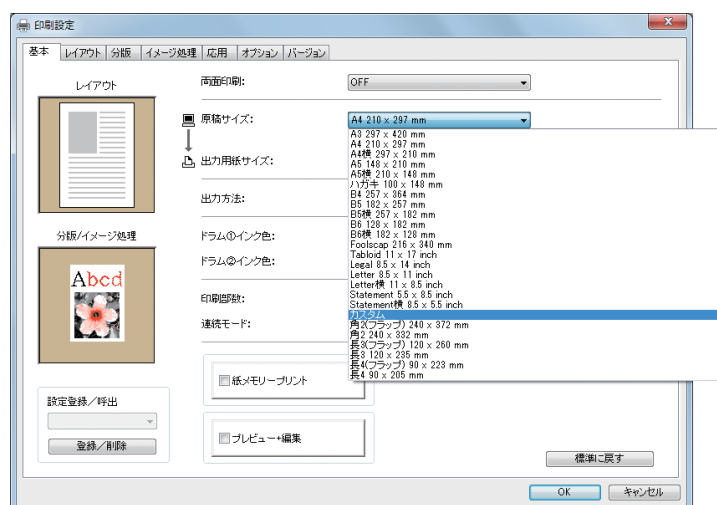 印刷設定
基本 レイアウト 分版 イメージ処理 応用 オプション バージョン
レイアウト
両面印刷: OFF
原稿サイズ: A4 210 x 297 mm
出力用紙サイズ:
出力方法:
ドラム①インク色:
ドラム②インク色:
印刷部数:
連続モード:
A3 297 x 420 mm
A4 210 x 297 mm
A4横 297 x 210 mm
A5 148 x 210 mm
A5横 210 x 148 mm
ハガキ 100 x 148 mm
B4 257 x 364 mm
B5 182 x 257 mm
B5横 257 x 182 mm
B6 128 x 182 mm
B6横 182 x 128 mm
Foolscap 216 x 340 mm
Tabloid 11 x 17 inch
Legal 8.5 x 14 inch
Letter 8.5 x 11 inch
Letter横 11 x 8.5 inch
Statement 5.5 x 8.5 inch
Statement横 8.5 x 5.5 inch
カスタム
角2(フラップ) 240 x 372 mm
角2 240 x 332 mm
長3(フラップ) 120 x 260 mm
長3 120 x 235 mm
長4(フラップ) 90 x 223 mm
長4 90 x 205 mm
分版/イメージ処理
Abcd
紙メモリープリント
プレビュー+編集
設定登録/呼出
登録/削除
標準に戻す
OK キャンセル